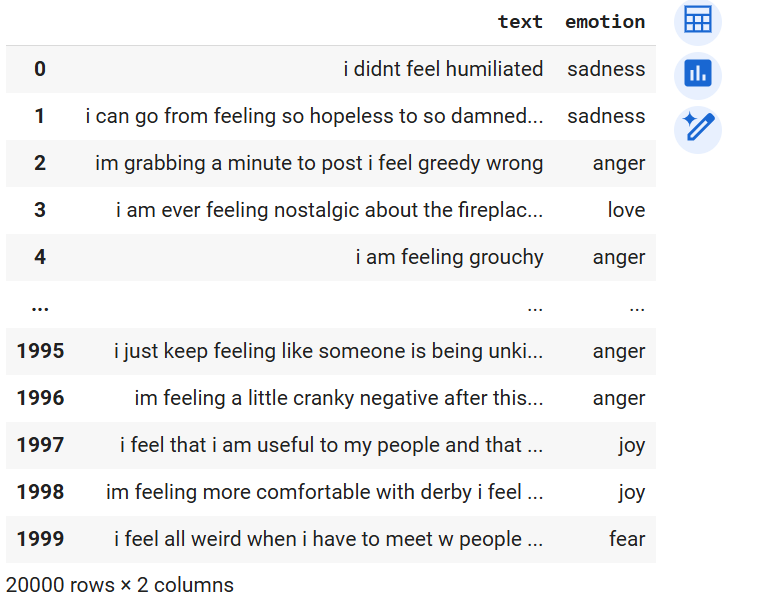 text emotion
0 i didnt feel humiliated sadness
1 i can go from feeling so hopeless to so damned... sadness
2 im grabbing a minute to post i feel greedy wrong anger
3 i am ever feeling nostalgic about the fireplac... love
4 i am feeling grouchy anger
... ... ...
1995 i just keep feeling like someone is being unki... anger
1996 im feeling a little cranky negative after this... anger
1997 i feel that i am useful to my people and that ... joy
1998 im feeling more comfortable with derby i feel ... joy
1999 i feel all weird when i have to meet w people ... fear
20000 rows × 2 columns